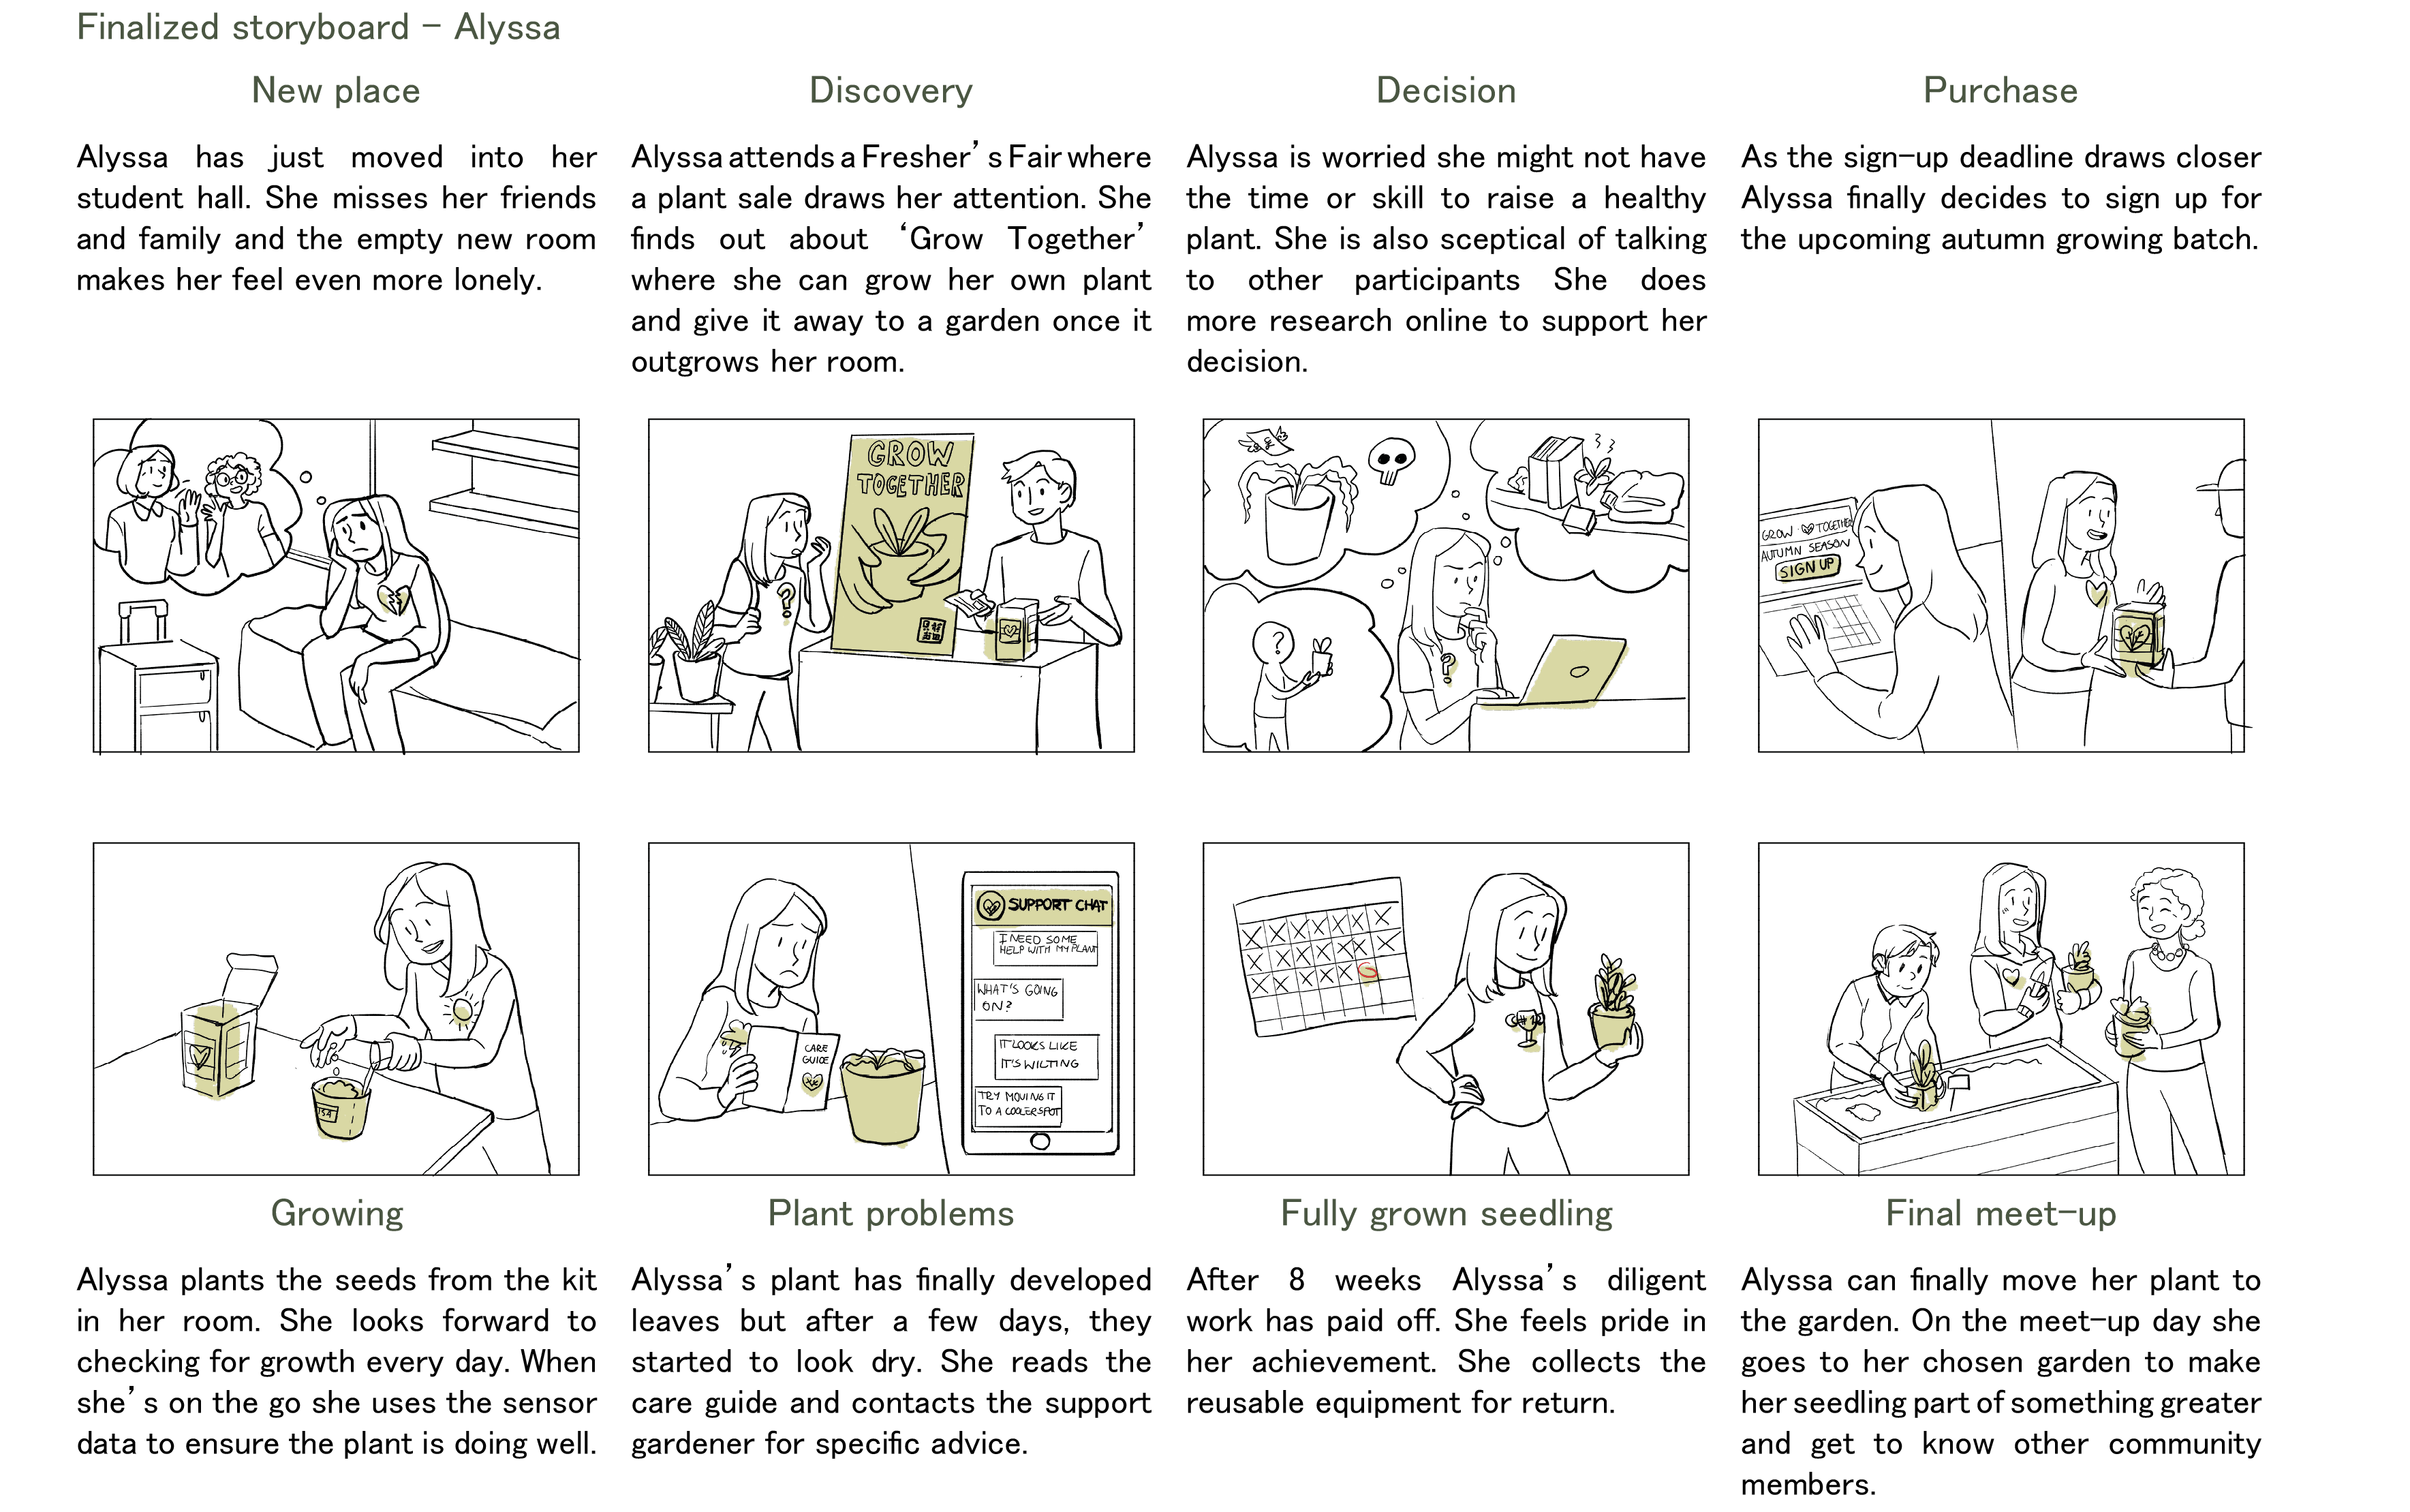 Finalized storyboard – Alyssa
New place
Alyssa has just moved into her
student hall. She misses her friends
and family and the empty new room
makes her feel even more lonely.
Discovery
Alyssa attends a Fresher’s Fair where
a plant sale draws her attention. She
finds out about ‘Grow Together’
where she can grow her own plant
and give it away to a garden once it
outgrows her room.
Decision
Alyssa is worried she might not have
the time or skill to raise a healthy
plant. She is also sceptical of talking
to other participants She does
more research online to support her
decision.
Purchase
As the sign-up deadline draws closer
Alyssa finally decides to sign up for
the upcoming autumn growing batch.
GROW
TOGETHER
?
?
?
GROW TOGETHER
AUTUMN SEASON
SIGN UP
CARE
GUIDE
SUPPORT CHAT
I NEED SOME
HELP WITH MY PLANT
WHAT'S GOING
ON?
IT LOOKS LIKE
IT'S WILTING
TRY MOVING IT
TO A COOLER SPOT
Growing
Alyssa plants the seeds from the kit
in her room. She looks forward to
checking for growth every day. When
she’s on the go she uses the sensor
data to ensure the plant is doing well.
Plant problems
Alyssa’s plant has finally developed
leaves but after a few days, they
started to look dry. She reads the
care guide and contacts the support
gardener for specific advice.
Fully grown seedling
After 8 weeks Alyssa’s diligent
work has paid off. She feels pride in
her achievement. She collects the
reusable equipment for return.
Final meet-up
Alyssa can finally move her plant to
the garden. On the meet-up day she
goes to her chosen garden to make
her seedling part of something greater
and get to know other community
members.